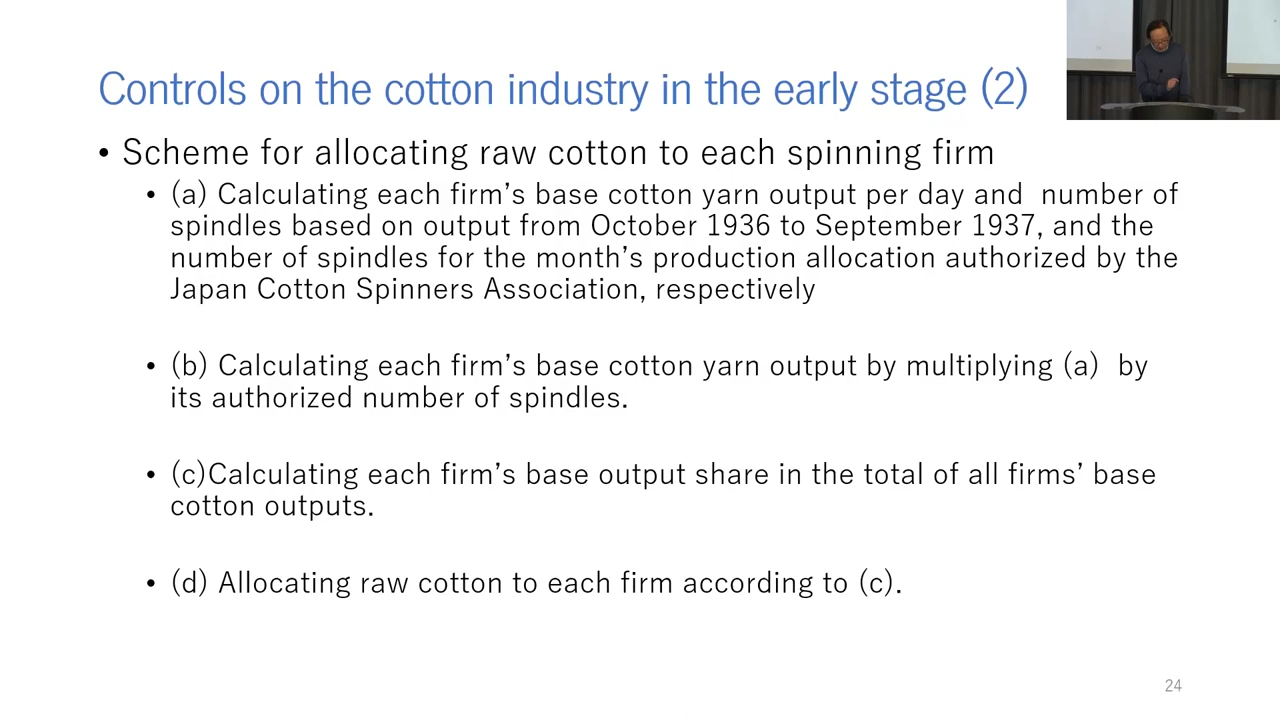 Controls on the cotton industry in the early stage (2)
• Scheme for allocating raw cotton to each spinning firm
• (a) Calculating each firm’s base cotton yarn output per day and  number of
spindles based on output from October 1936 to September 1937, and the
number of spindles for the month’s production allocation authorized by the
Japan Cotton Spinners Association, respectively
• (b) Calculating each firm’s base cotton yarn output by multiplying (a)  by
its authorized number of spindles.
• (c)Calculating each firm’s base output share in the total of all firms’ base
cotton outputs.
• (d) Allocating raw cotton to each firm according to (c).
24